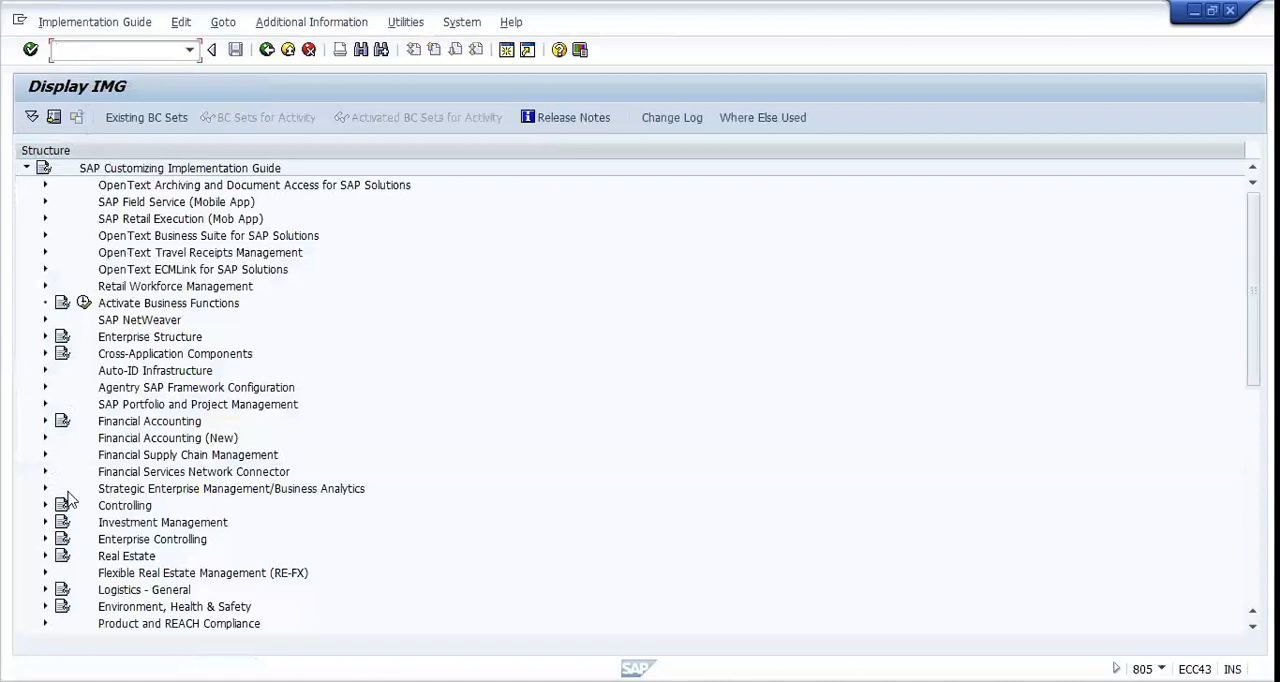 Implementation Guide Edit Goto Additional Information Utilities System Help
Display IMG
Existing BC Sets BC Sets for Activity Activated BC Sets for Activity Release Notes Change Log Where Else Used
Structure
SAP Customizing Implementation Guide
OpenText Archiving and Document Access for SAP Solutions
SAP Field Service (Mobile App)
SAP Retail Execution (Mob App)
OpenText Business Suite for SAP Solutions
OpenText Travel Receipts Management
OpenText ECMLink for SAP Solutions
Retail Workforce Management
Activate Business Functions
SAP NetWeaver
Enterprise Structure
Cross-Application Components
Auto-ID Infrastructure
Agentry SAP Framework Configuration
SAP Portfolio and Project Management
Financial Accounting
Financial Accounting (New)
Financial Supply Chain Management
Financial Services Network Connector
Strategic Enterprise Management/Business Analytics
Controlling
Investment Management
Enterprise Controlling
Real Estate
Flexible Real Estate Management (RE-FX)
Logistics - General
Environment, Health & Safety
Product and REACH Compliance
SAP 805 ECC43 INS